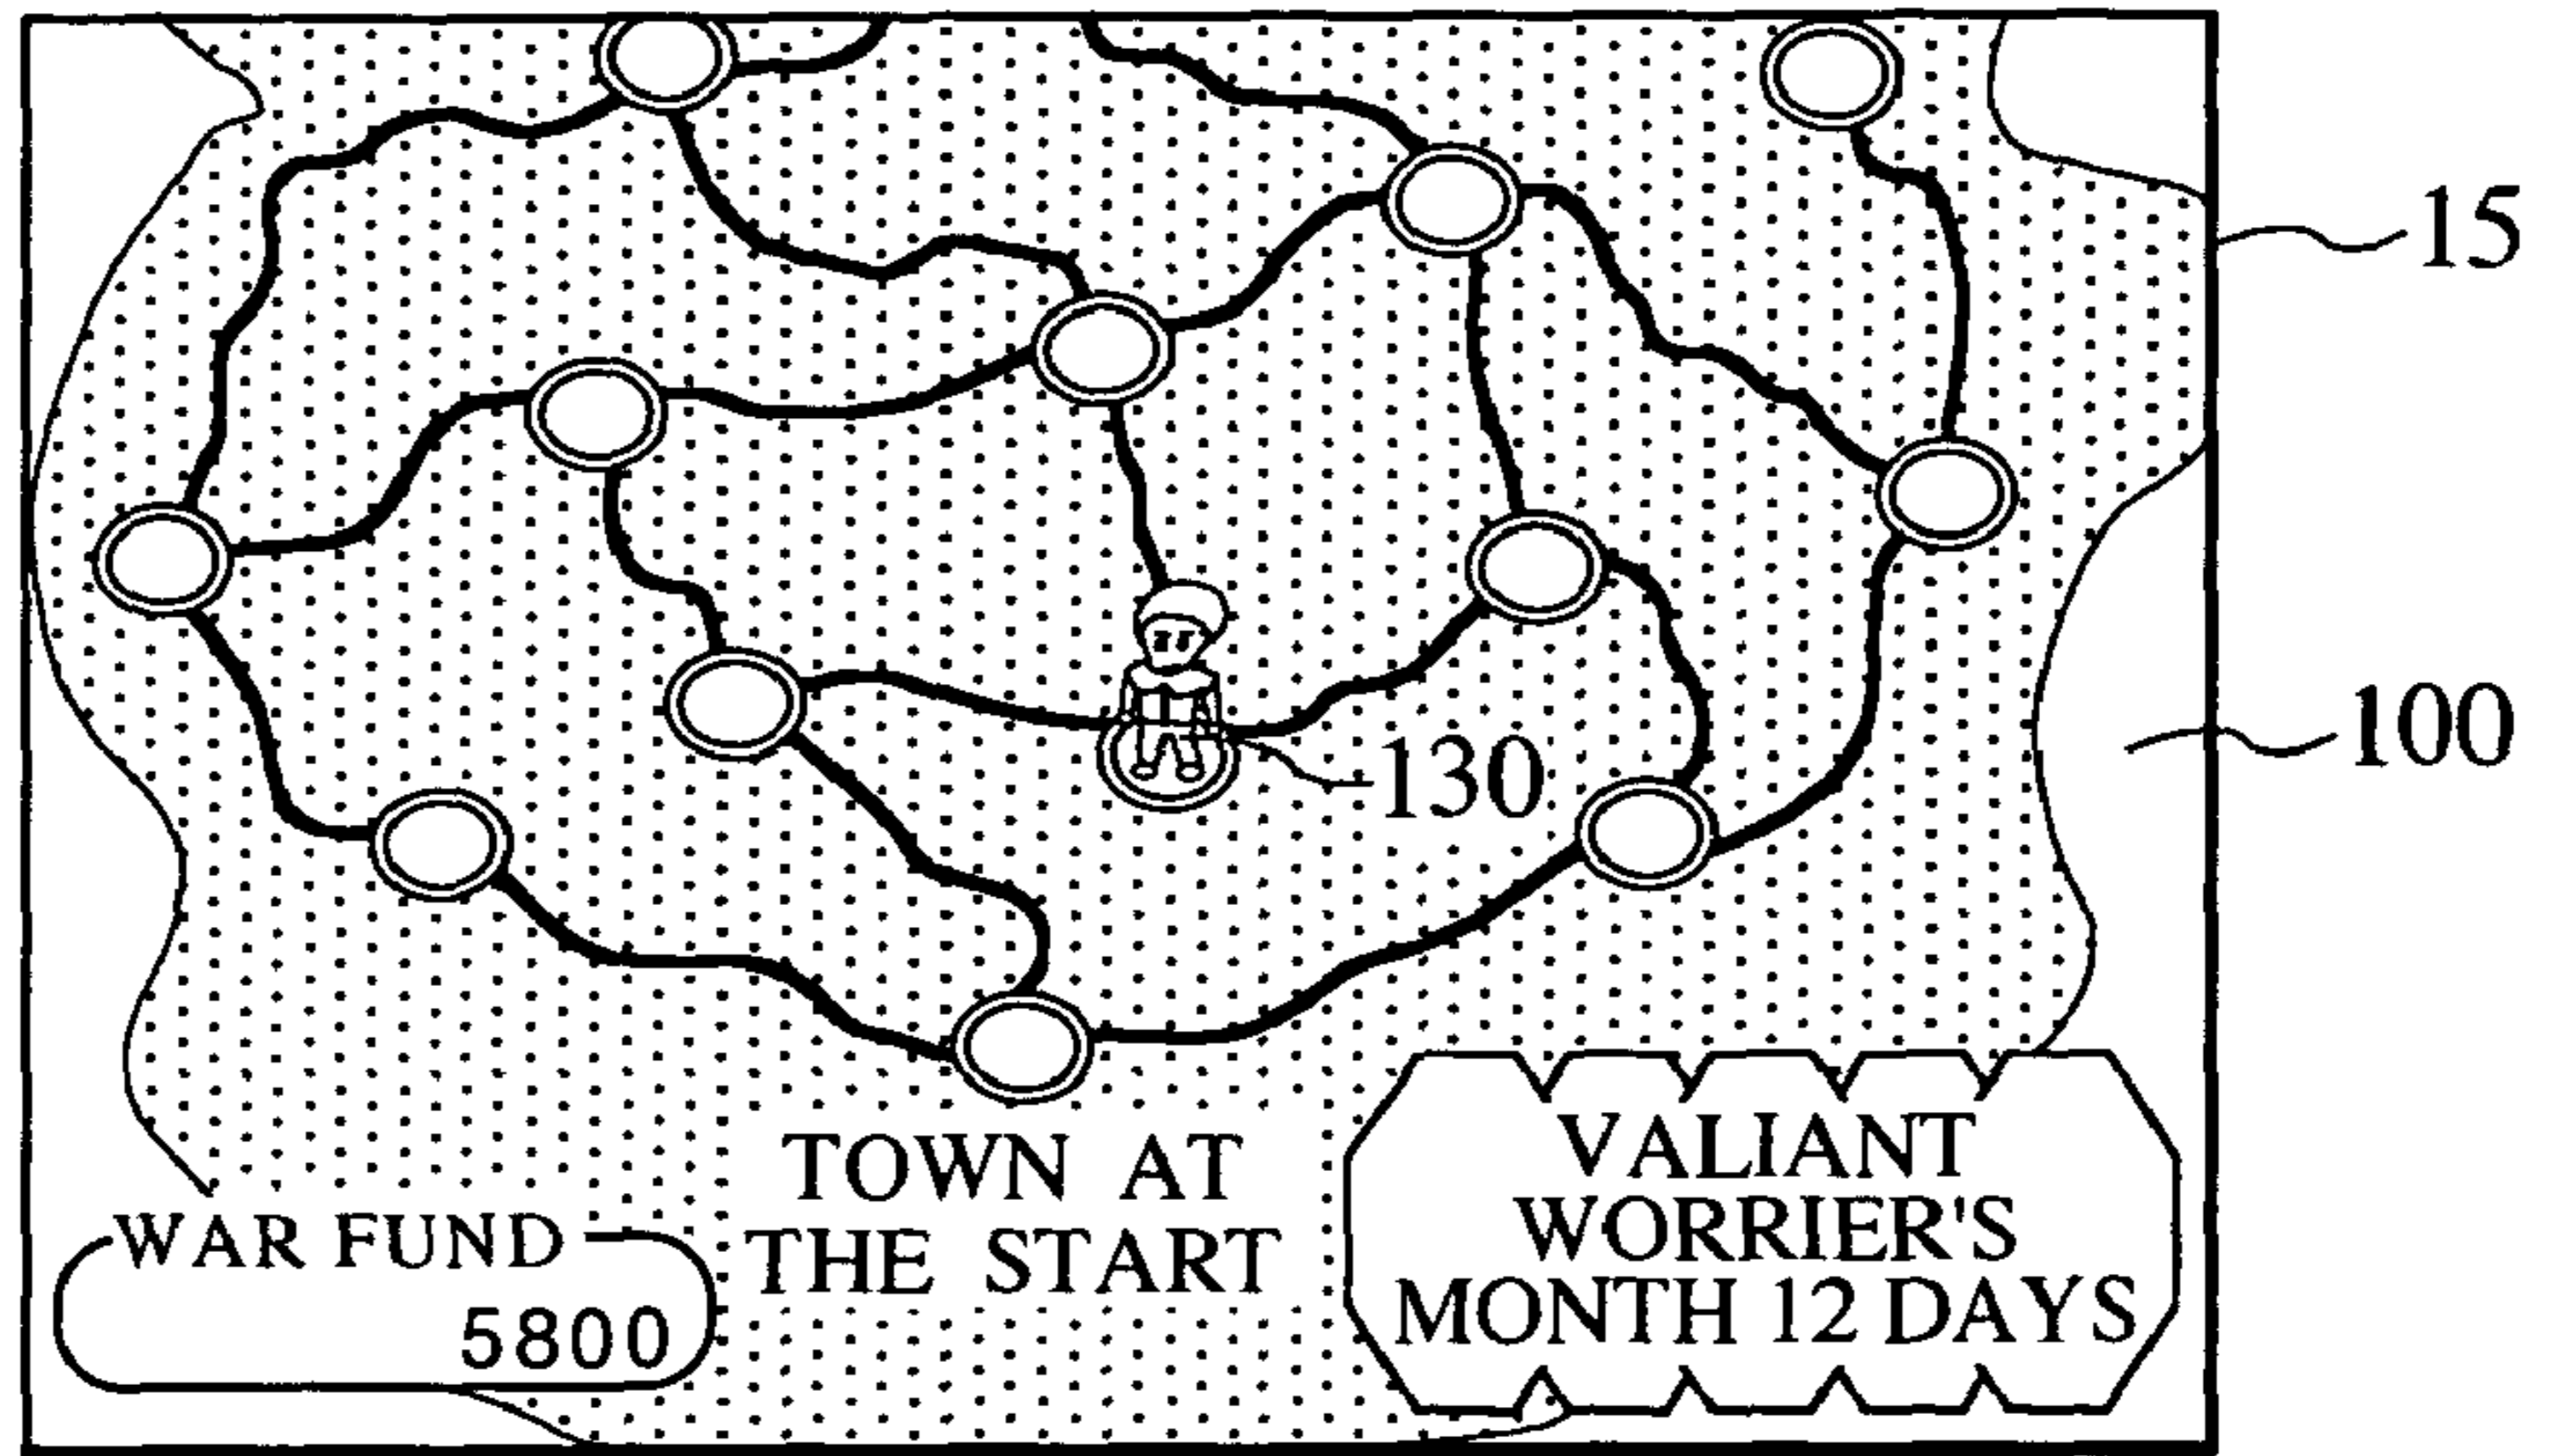 15
100
130
TOWN AT
THE START
WAR FUND
5800
VALIANT
WORRIER'S
MONTH 12 DAYS